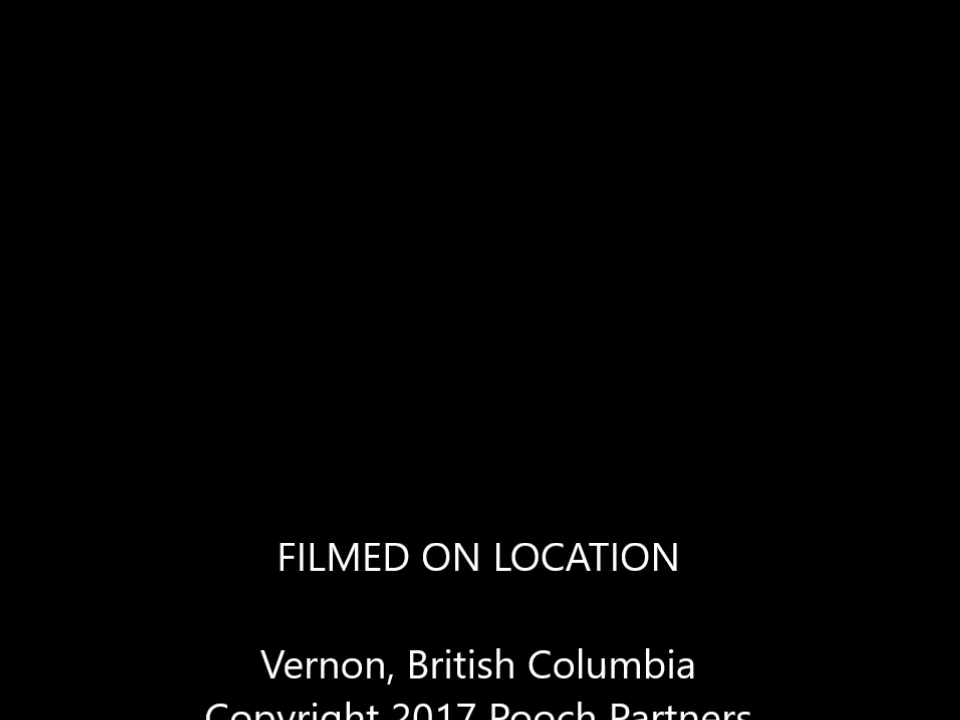 FILMED ON LOCATION
Vernon, British Columbia
Copyright 2017 Pooch Partners